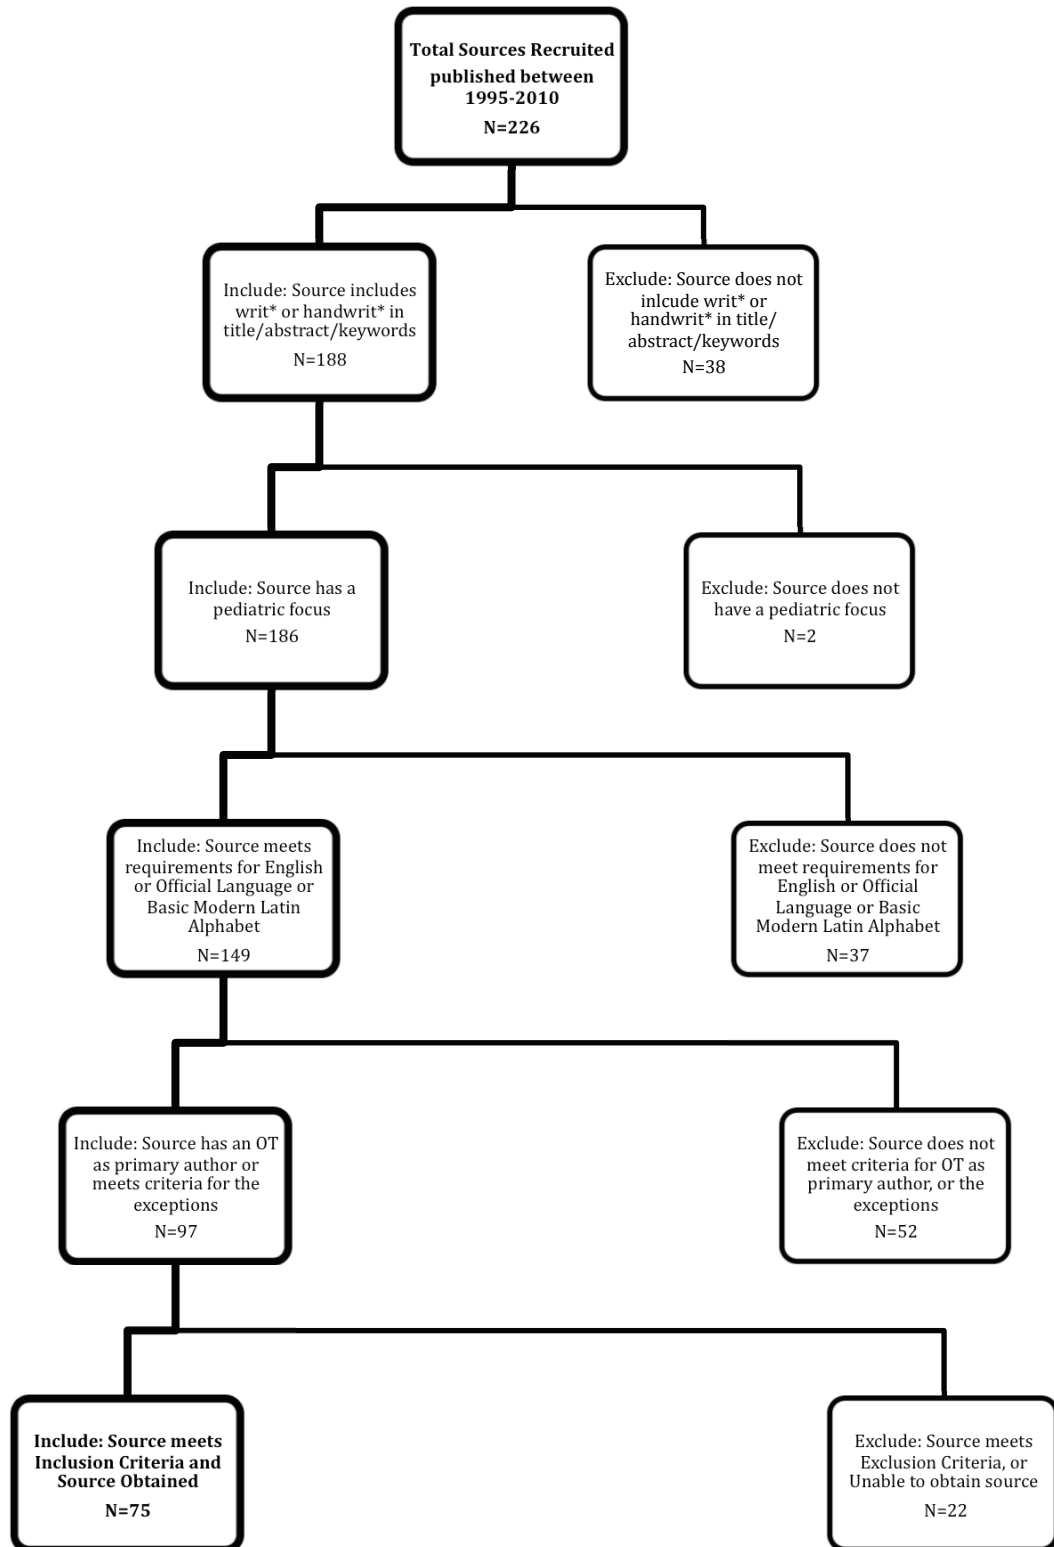 Total Sources Recruited
published between
1995-2010
N=226
Include: Source includes
writ* or handwrit* in
title/abstract/keywords
N=188
Exclude: Source does not
inlcude writ* or
handwrit* in title/
abstract/keywords
N=38
Include: Source has a
pediatric focus
N=186
Exclude: Source does not
have a pediatric focus
N=2
Include: Source meets
requirements for English
or Official Language or
Basic Modern Latin
Alphabet
N=149
Exclude: Source does not
meet requirements for
English or Official
Language or Basic
Modern Latin Alphabet
N=37
Include: Source has an OT
as primary author or
meets criteria for the
exceptions
N=97
Exclude: Source does not
meet criteria for OT as
primary author, or the
exceptions
N=52
Include: Source meets
Inclusion Criteria and
Source Obtained
N=75
Exclude: Source meets
Exclusion Criteria, or
Unable to obtain source
N=22